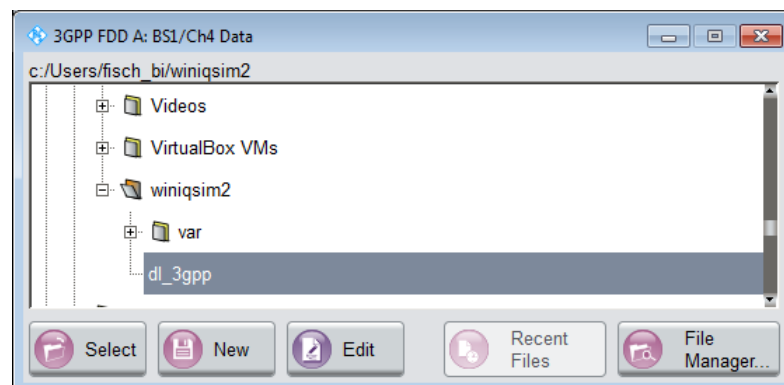 3GPP FDD A: BS1/Ch4 Data
c:/Users/fisch_bi/winiqsim2
Videos
VirtualBox VMs
winiqsim2
var
dl_3gpp
Select
New
Edit
Recent
Files
File
Manager...